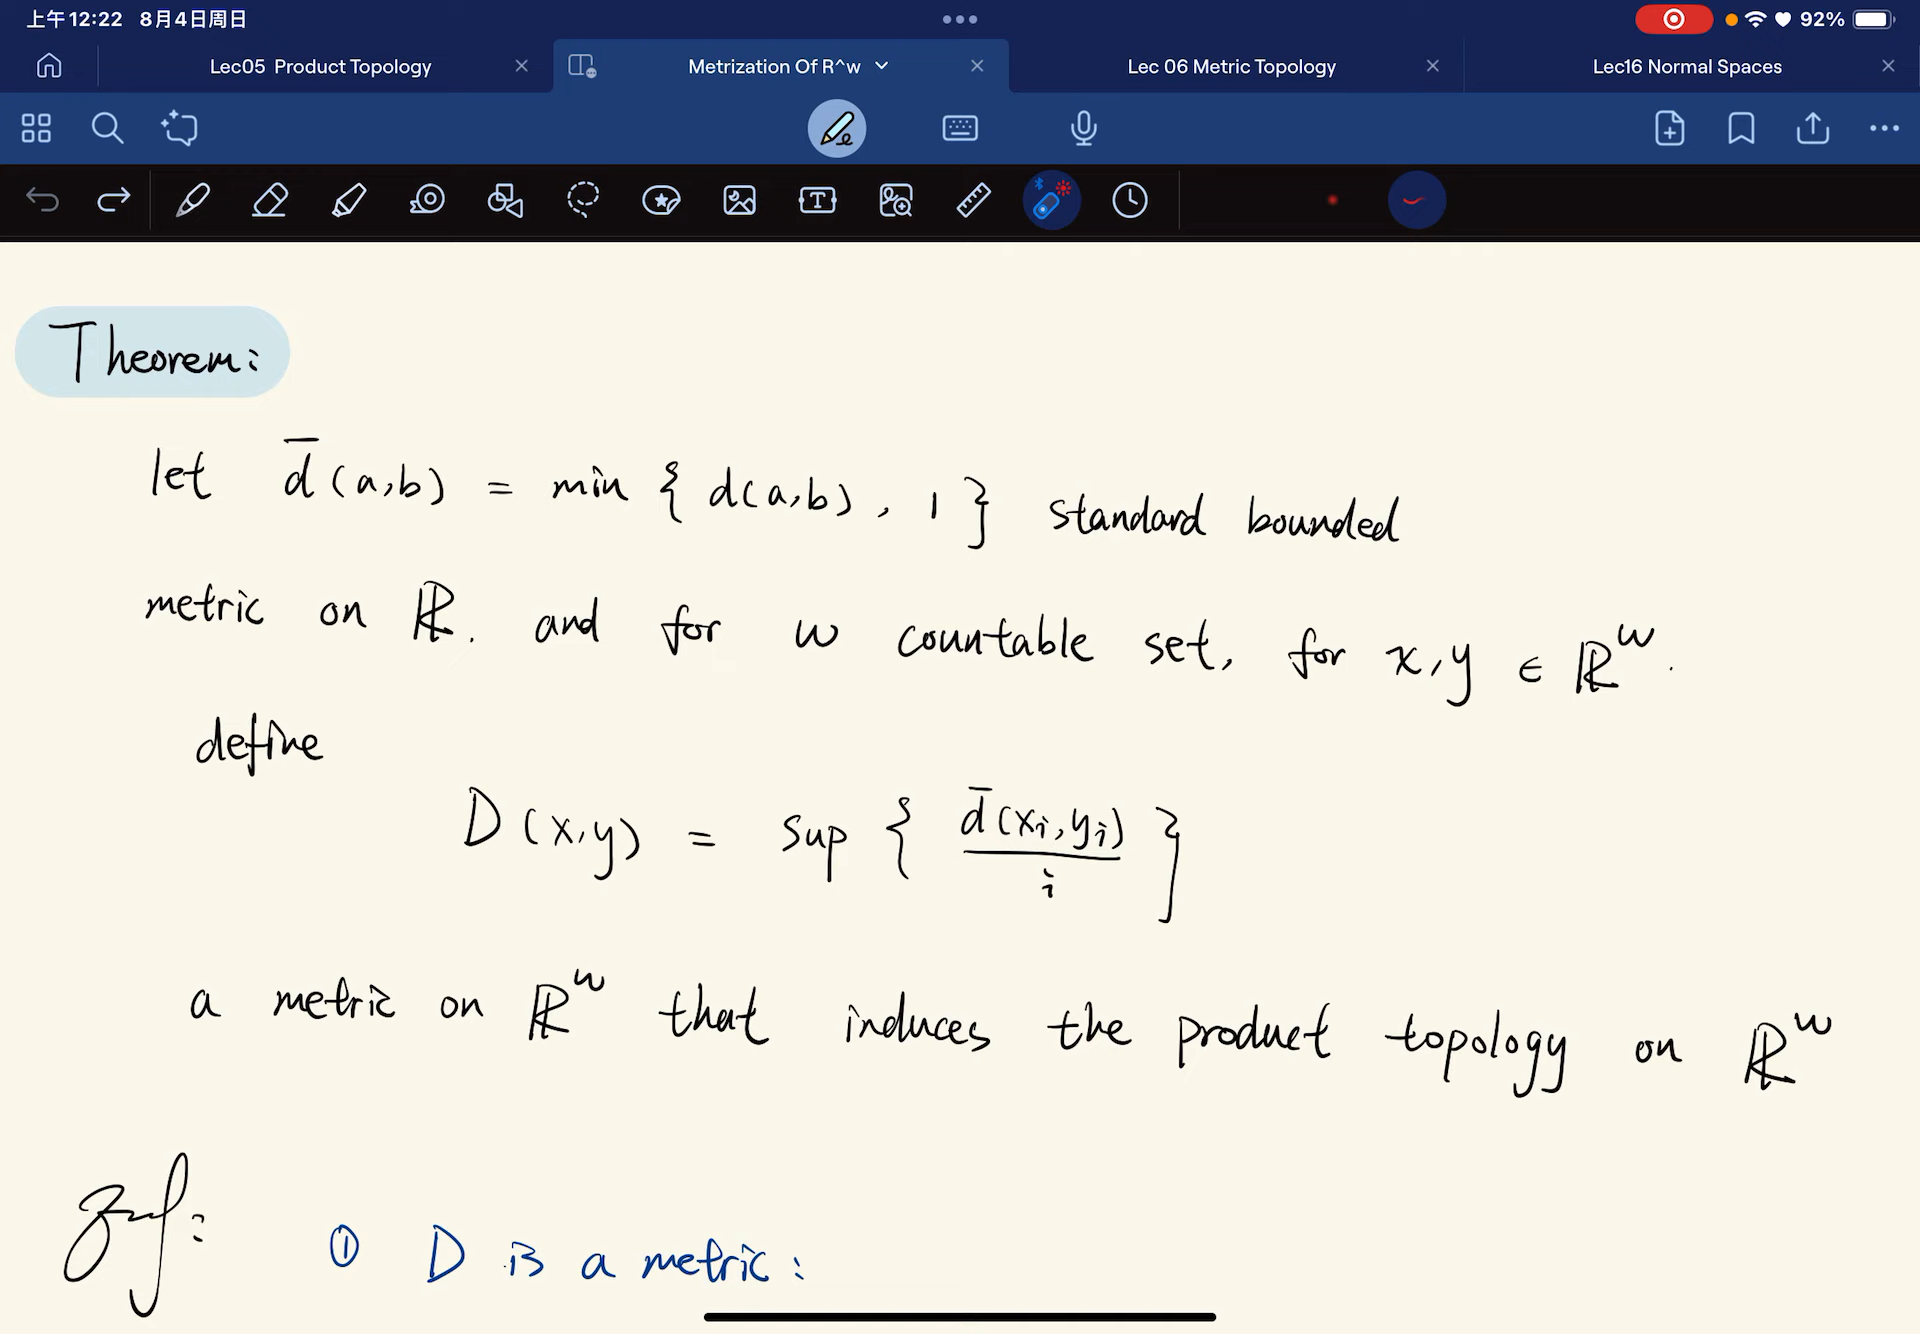 上午12:22 8月4日周日
92%
Lec05 Product Topology
Metrization Of R^w
Lec 06 Metric Topology
Lec16 Normal Spaces
Theorem:
let d̅(a,b) = min { d(a,b), 1 } standard bounded
metric on ℝ. and for w countable set, for x,y ∈ ℝ^w.
define
D(x,y) = sup { d̅(xᵢ,yᵢ) / i }
a metric on ℝ^w that induces the product topology on ℝ^w
Pruf:
① D is a metric: